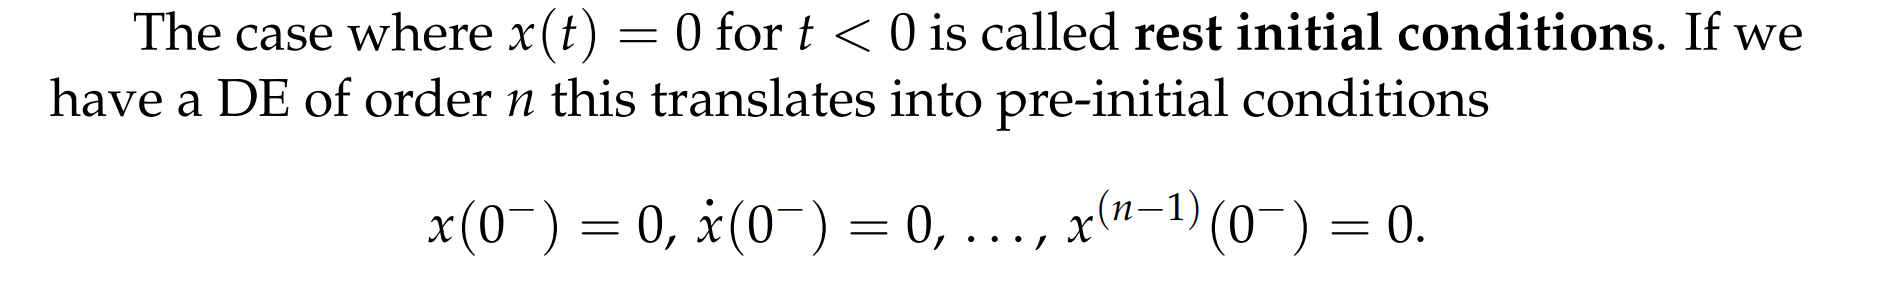 The case where x(t) = 0 for t < 0 is called rest initial conditions. If we
have a DE of order n this translates into pre-initial conditions
x(0⁻) = 0, ẋ(0⁻) = 0, . . . , x⁽ⁿ⁻¹⁾(0⁻) = 0.